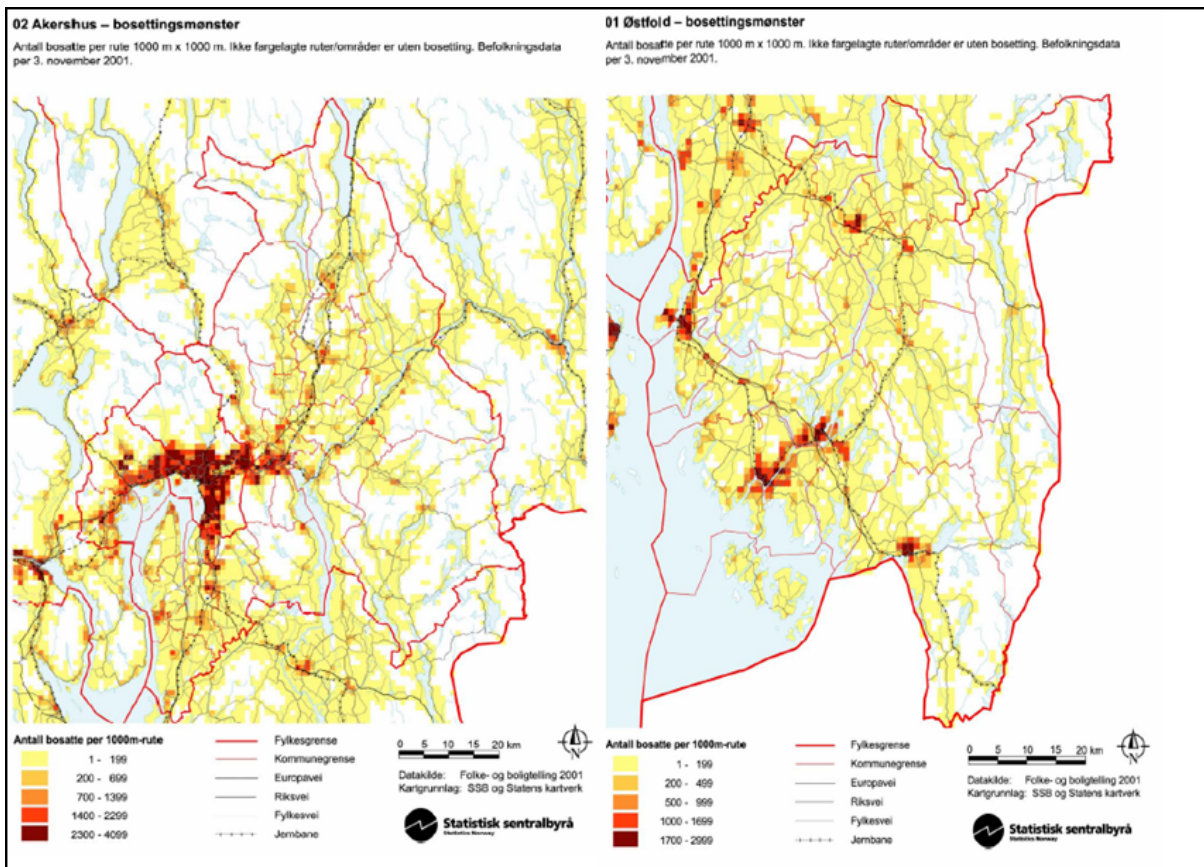 02 Akershus – bosettingsmønster
Antall bosatte per rute 1000 m x 1000 m. Ikke fargelagte ruter/områder er uten bosetting. Befolkningsdata
per 3. november 2001.
Antall bosatte per 1000m-rute
1 - 199
200 - 699
700 - 1399
1400 - 2299
2300 - 4099
Fylkesgrense
Kommunegrense
Europavei
Riksvei
Fylkesvei
Jernbane
0 5 10 15 20 km
N
Datakilde: Folke- og boligtelling 2001
Kartgrunnlag: SSB og Statens kartverk
Statistisk sentralbyrå
Statistics Norway
01 Østfold – bosettingsmønster
Antall bosatte per rute 1000 m x 1000 m. Ikke fargelagte ruter/områder er uten bosetting. Befolkningsdata
per 3. november 2001.
Antall bosatte per 1000m-rute
1 - 199
200 - 499
500 - 999
1000 - 1699
1700 - 2999
Fylkesgrense
Kommunegrense
Europavei
Riksvei
Fylkesvei
Jernbane
0 5 10 15 20 km
N
Datakilde: Folke- og boligtelling 2001
Kartgrunnlag: SSB og Statens kartverk
Statistisk sentralbyrå
Statistics Norway